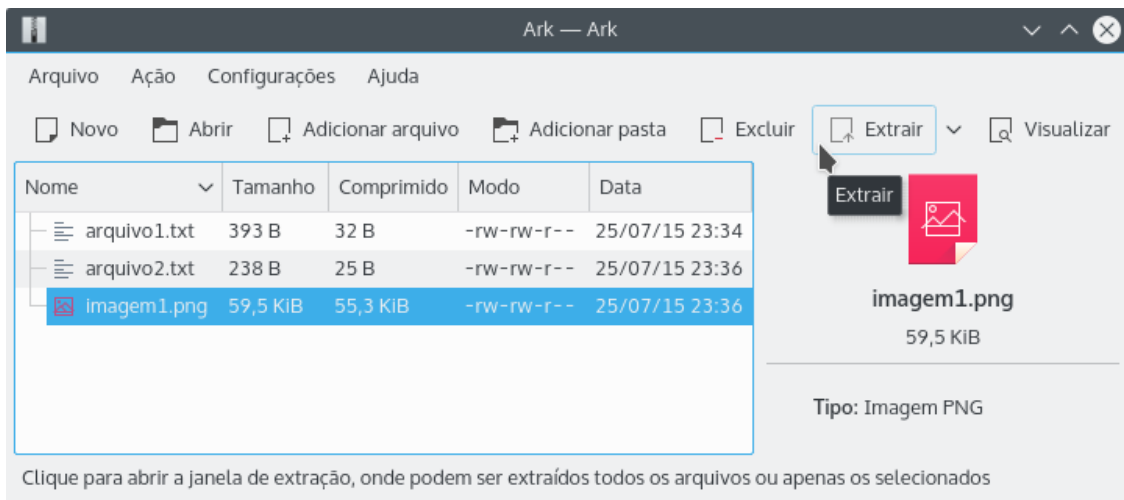 Ark — Ark
Arquivo Ação Configurações Ajuda
Novo Abrir Adicionar arquivo Adicionar pasta Excluir Extrair Visualizar
Nome Tamanho Comprimido Modo Data
Extrair
arquivo1.txt 393 B 32 B -rw-rw-r-- 25/07/15 23:34
arquivo2.txt 238 B 25 B -rw-rw-r-- 25/07/15 23:36
imagem1.png 59,5 KiB 55,3 KiB -rw-rw-r-- 25/07/15 23:36
imagem1.png
59,5 KiB
Tipo: Imagem PNG
Clique para abrir a janela de extração, onde podem ser extraídos todos os arquivos ou apenas os selecionados